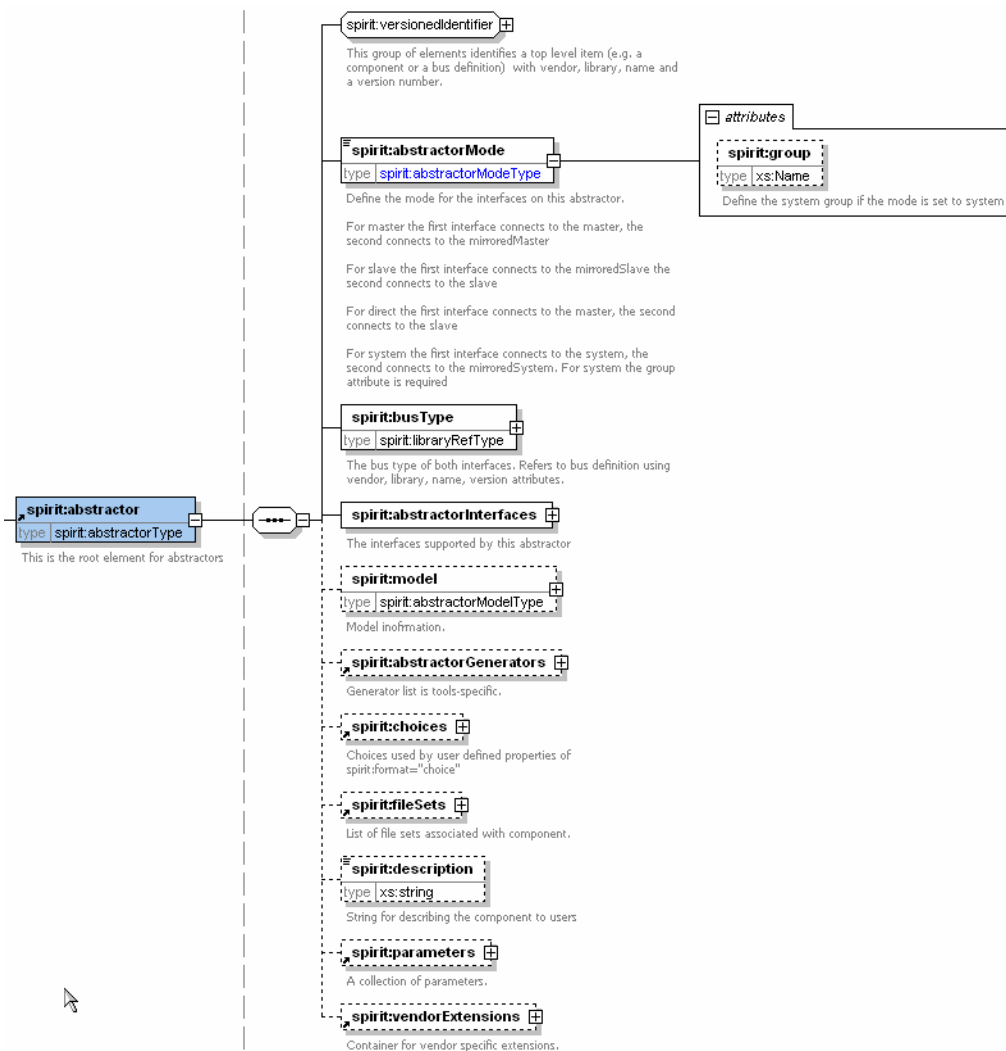 spirit:versionedIdentifier
This group of elements identifies a top level item (e.g. a
component or a bus definition) with vendor, library, name and
a version number.
attributes
spirit:abstractorMode
type spirit:abstractorModeType
spirit:group
type xs:Name
Define the system group if the mode is set to system
Define the mode for the interfaces on this abstractor.
For master the first interface connects to the master, the
second connects to the mirroredMaster
For slave the first interface connects to the mirroredSlave the
second connects to the slave
For direct the first interface connects to the master, the second
connects to the slave
For system the first interface connects to the system, the
second connects to the mirroredSystem. For system the group
attribute is required
spirit:busType
type spirit:libraryRefType
The bus type of both interfaces. Refers to bus definition using
vendor, library, name, version attributes.
spirit:abstractor
type spirit:abstractorType
This is the root element for abstractors
spirit:abstractorInterfaces
The interfaces supported by this abstractor
spirit:model
type spirit:abstractorModelType
Model inofrmation.
spirit:abstractorGenerators
Generator list is tools-specific.
spirit:choices
Choices used by user defined properties of
spirit:format="choice"
spirit:fileSets
List of file sets associated with component.
spirit:description
type xs:string
String for describing the component to users
spirit:parameters
A collection of parameters.
spirit:vendorExtensions
Container for vendor specific extensions.